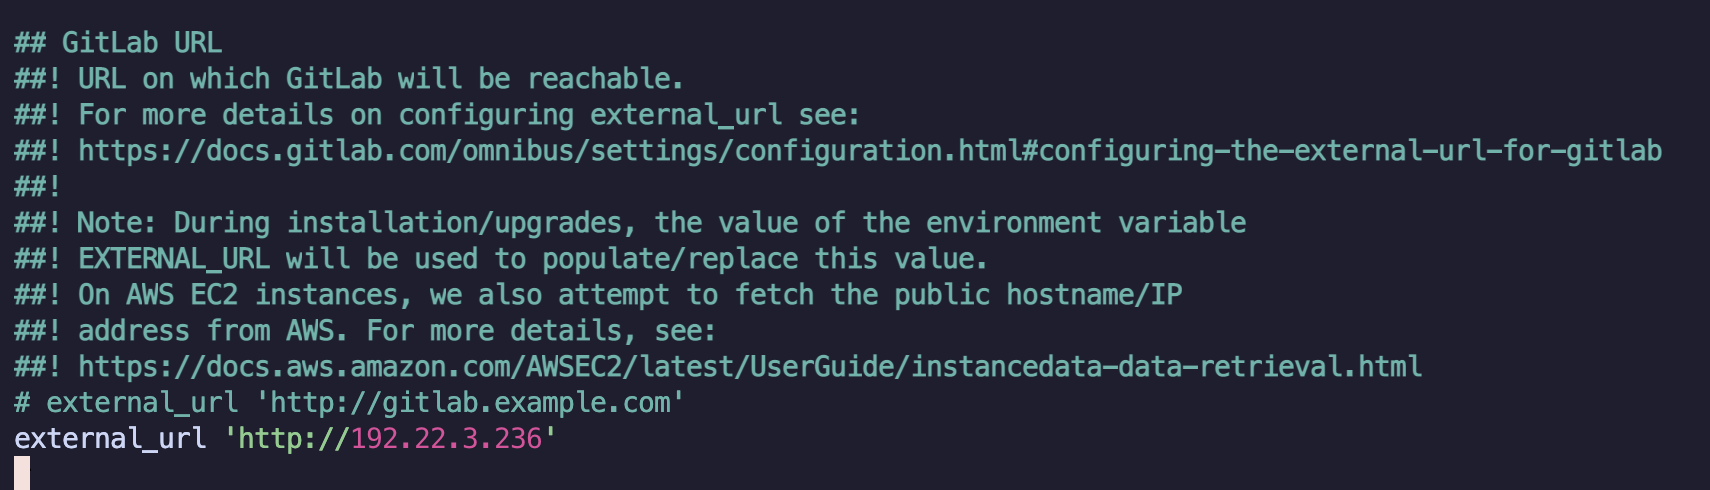 ## GitLab URL
##! URL on which GitLab will be reachable.
##! For more details on configuring external_url see:
##! https://docs.gitlab.com/omnibus/settings/configuration.html#configuring-the-external-url-for-gitlab
##!
##! Note: During installation/upgrades, the value of the environment variable
##! EXTERNAL_URL will be used to populate/replace this value.
##! On AWS EC2 instances, we also attempt to fetch the public hostname/IP
##! address from AWS. For more details, see:
##! https://docs.aws.amazon.com/AWSEC2/latest/UserGuide/instancedata-data-retrieval.html
# external_url 'http://gitlab.example.com'
external_url 'http://192.22.3.236'